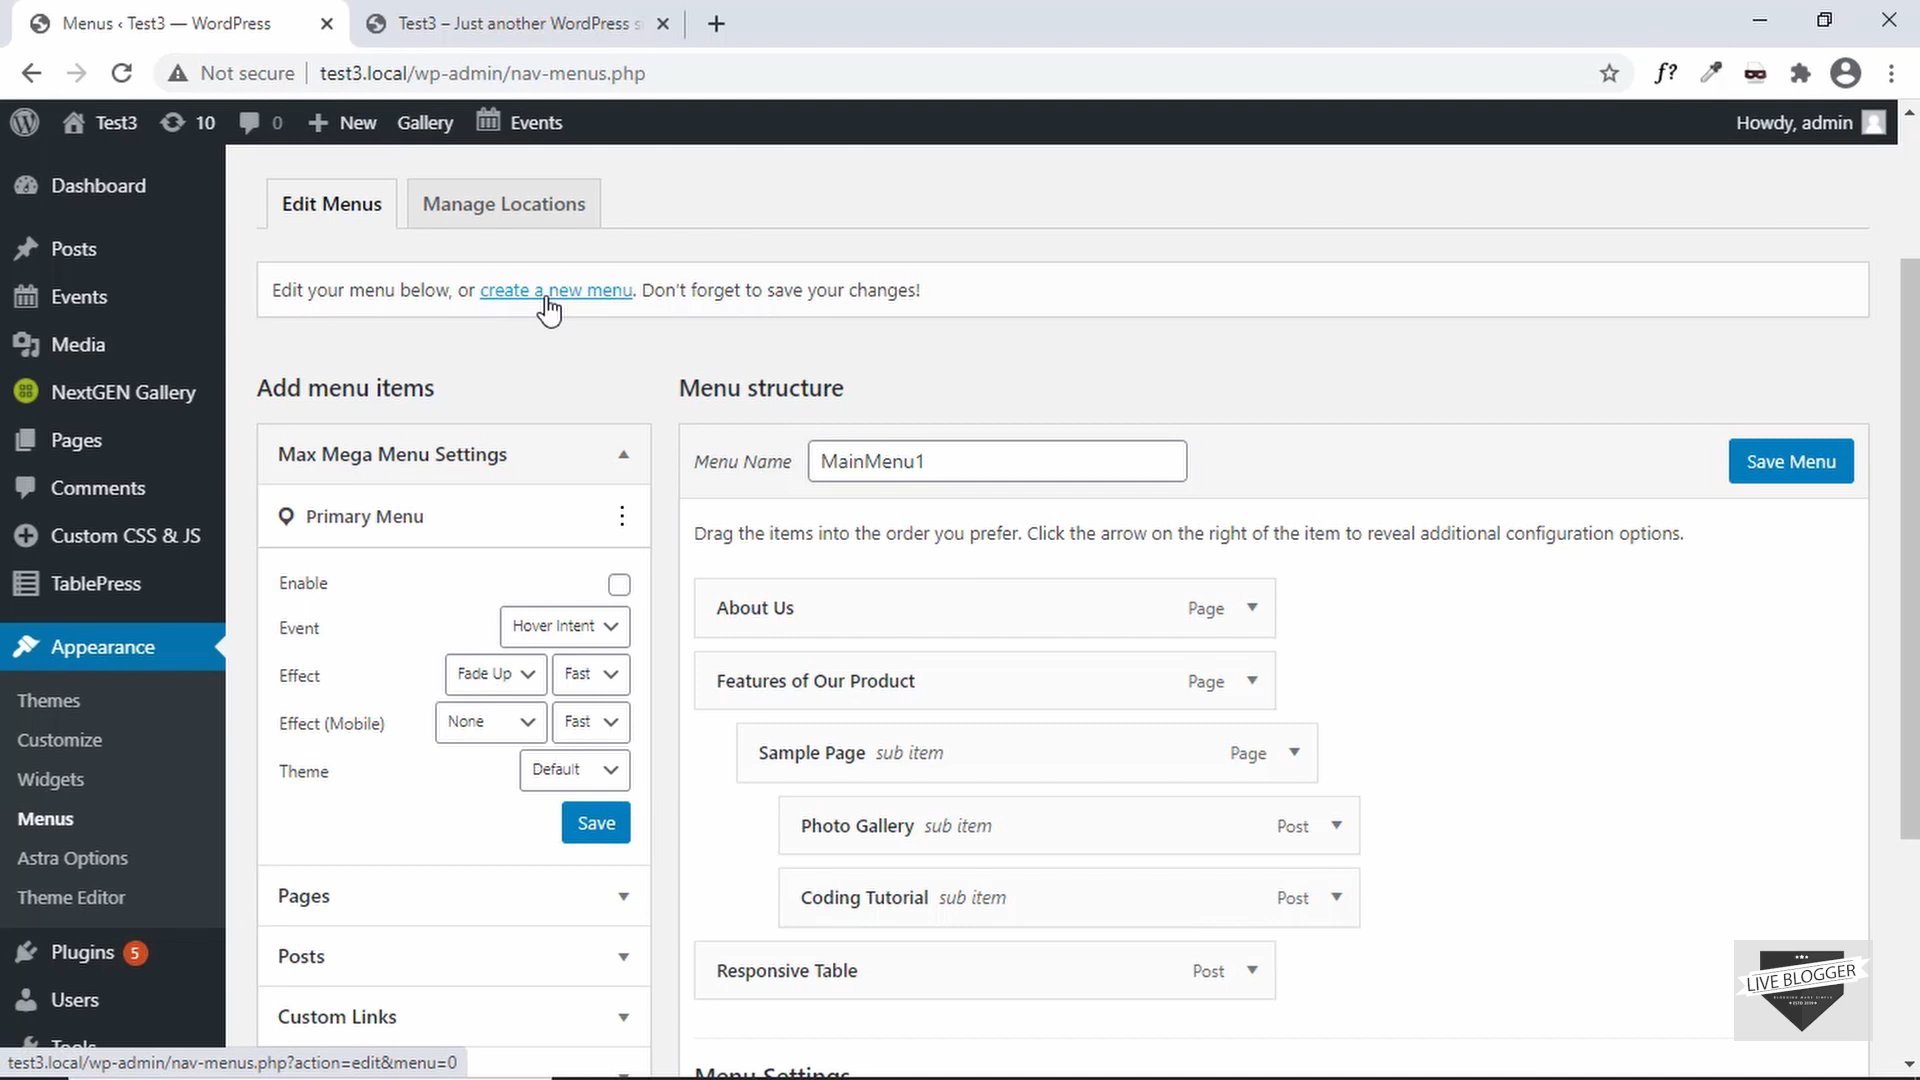 Menus ‹ Test3 — WordPress
Test3 – Just another WordPress s
Not secure
test3.local/wp-admin/nav-menus.php
f?
Test3
10
0
New
Gallery
Events
Howdy, admin
Dashboard
Posts
Events
Media
NextGEN Gallery
Pages
Comments
Custom CSS & JS
TablePress
Appearance
Themes
Customize
Widgets
Menus
Astra Options
Theme Editor
Plugins 5
Users
Tools
test3.local/wp-admin/nav-menus.php?action=edit&menu=0
Edit Menus
Manage Locations
Edit your menu below, or create a new menu. Don't forget to save your changes!
Add menu items
Max Mega Menu Settings
Primary Menu
Enable
Event Hover Intent
Effect Fade Up Fast
Effect (Mobile) None Fast
Theme Default
Save
Pages
Posts
Custom Links
Menu structure
Menu Name MainMenu1
Save Menu
Drag the items into the order you prefer. Click the arrow on the right of the item to reveal additional configuration options.
About Us Page
Features of Our Product Page
Sample Page sub item Page
Photo Gallery sub item Post
Coding Tutorial sub item Post
Responsive Table Post
Menu Settings
LIVE BLOGGER